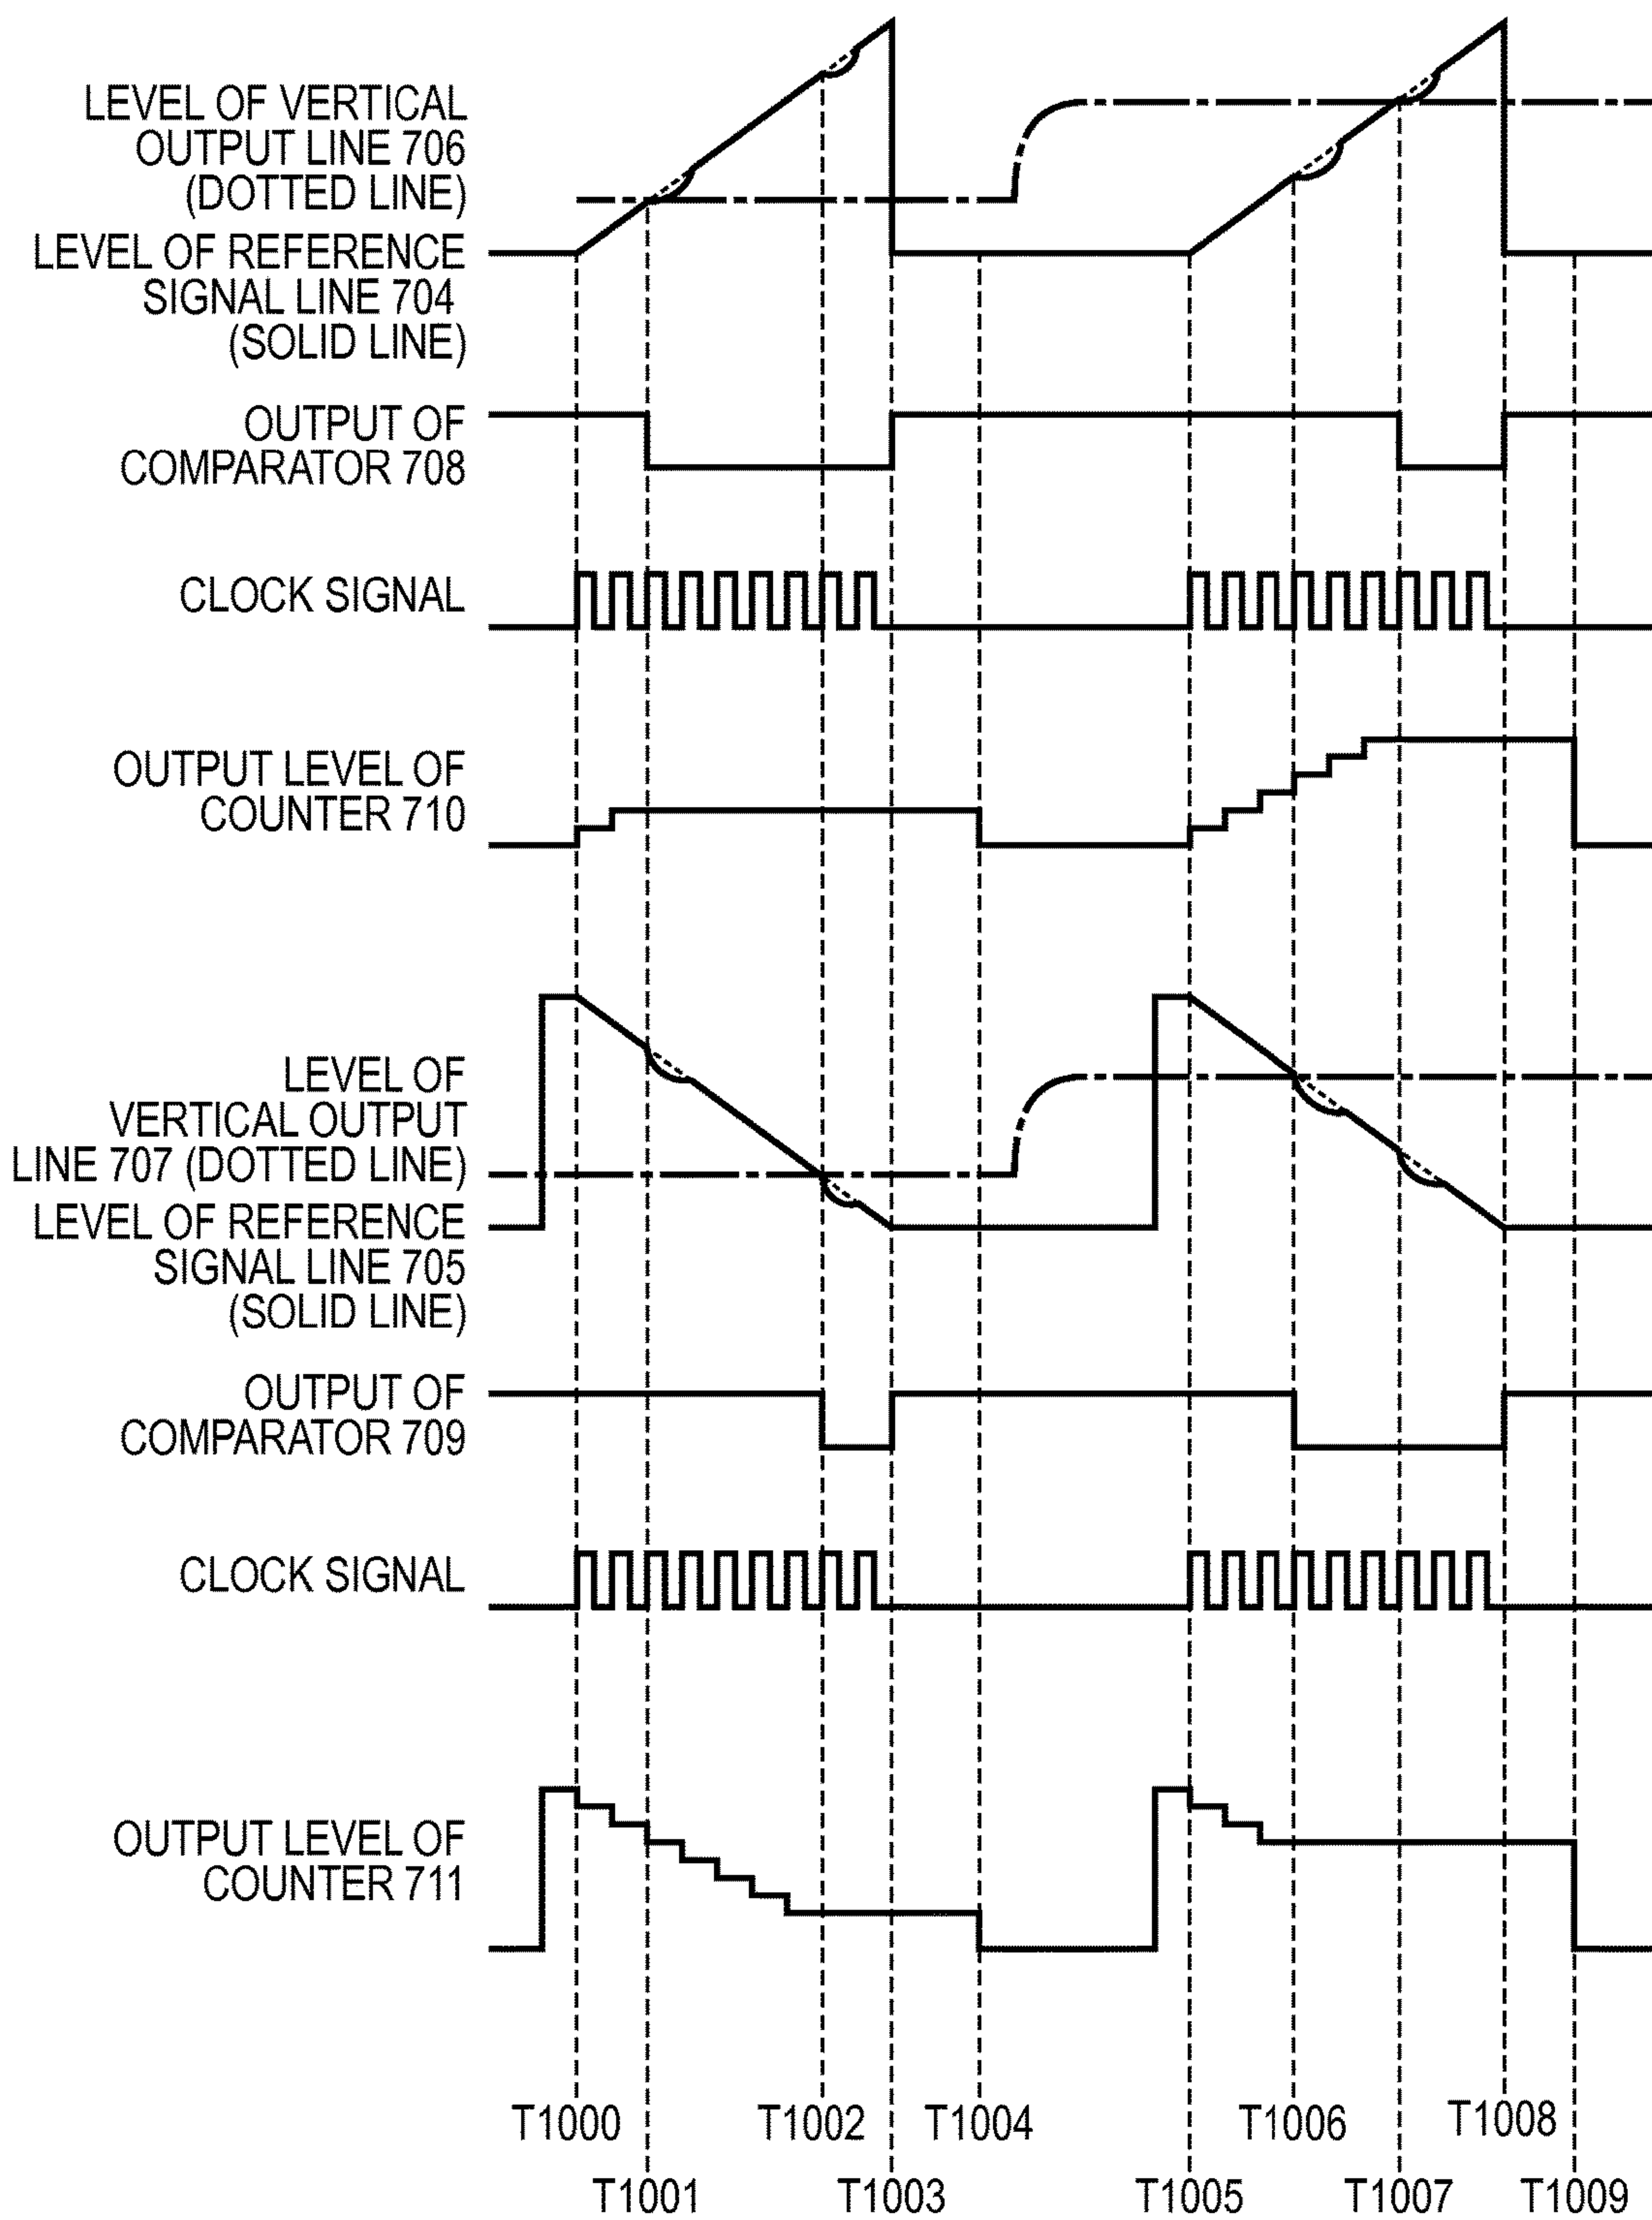 LEVEL OF VERTICAL
OUTPUT LINE 706
(DOTTED LINE)
LEVEL OF REFERENCE
SIGNAL LINE 704
(SOLID LINE)
OUTPUT OF
COMPARATOR 708
CLOCK SIGNAL
OUTPUT LEVEL OF
COUNTER 710
LEVEL OF
VERTICAL OUTPUT
LINE 707 (DOTTED LINE)
LEVEL OF REFERENCE
SIGNAL LINE 705
(SOLID LINE)
OUTPUT OF
COMPARATOR 709
CLOCK SIGNAL
OUTPUT LEVEL OF
COUNTER 711
T1000 T1002 T1004 T1006 T1008
T1001 T1003 T1005 T1007 T1009